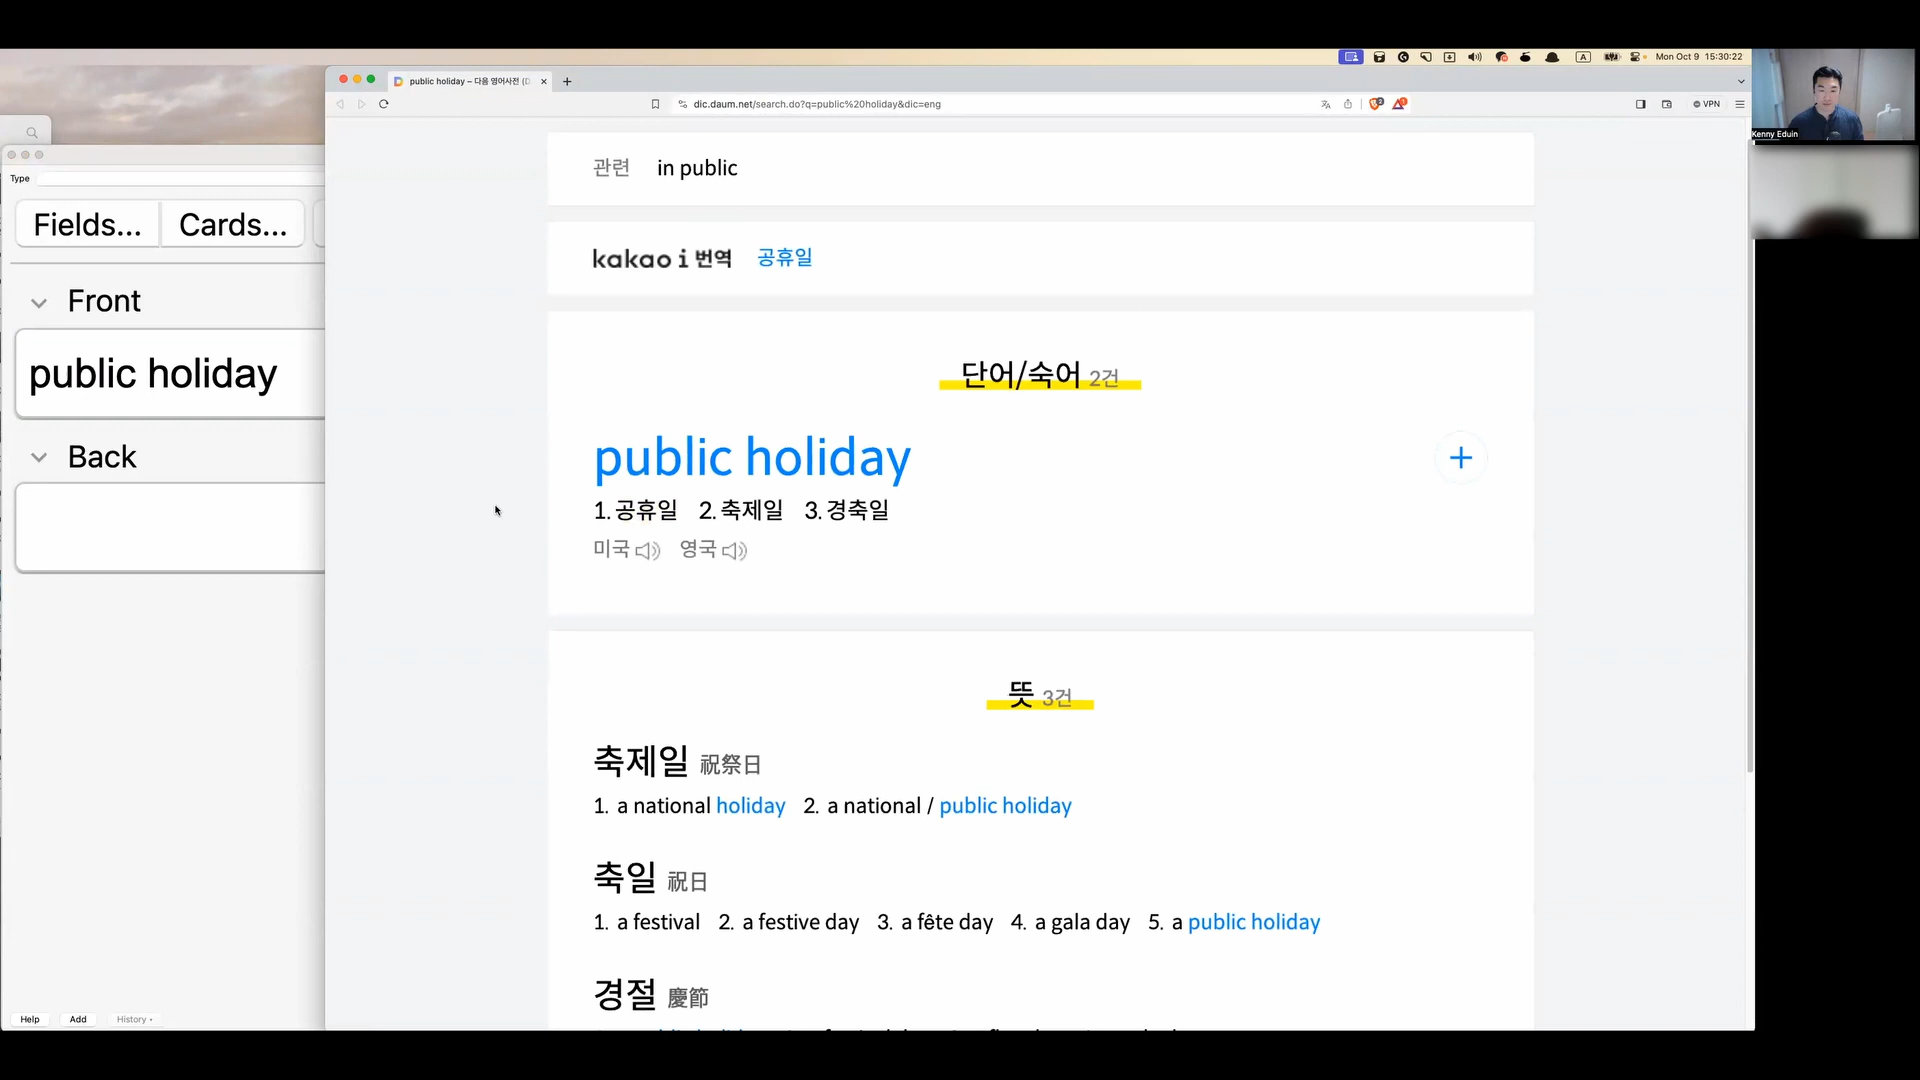 Mon Oct 9 15:30:22
public holiday – 다음 영어사전 (D
dic.daum.net/search.do?q=public%20holiday&dic=eng
VPN
Kenny Eduin
Type
Fields...
Cards...
Front
public holiday
Back
Help
Add
History
관련 in public
kakao i 번역 공휴일
단어/숙어 2건
public holiday
1. 공휴일 2. 축제일 3. 경축일
미국 영국
뜻 3건
축제일 祝祭日
1. a national holiday 2. a national / public holiday
축일 祝日
1. a festival 2. a festive day 3. a fête day 4. a gala day 5. a public holiday
경절 慶節